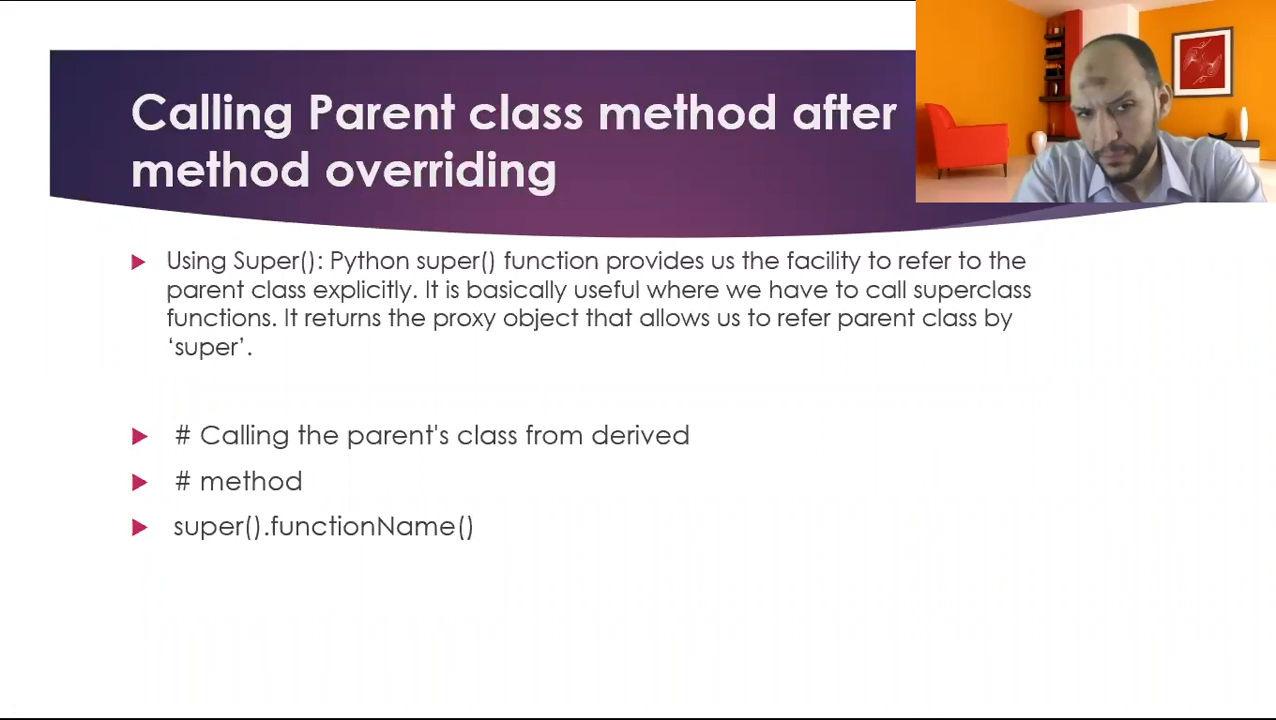 Calling Parent class method after
method overriding
Using Super(): Python super() function provides us the facility to refer to the
parent class explicitly. It is basically useful where we have to call superclass
functions. It returns the proxy object that allows us to refer parent class by
‘super’.
# Calling the parent's class from derived
# method
super().functionName()